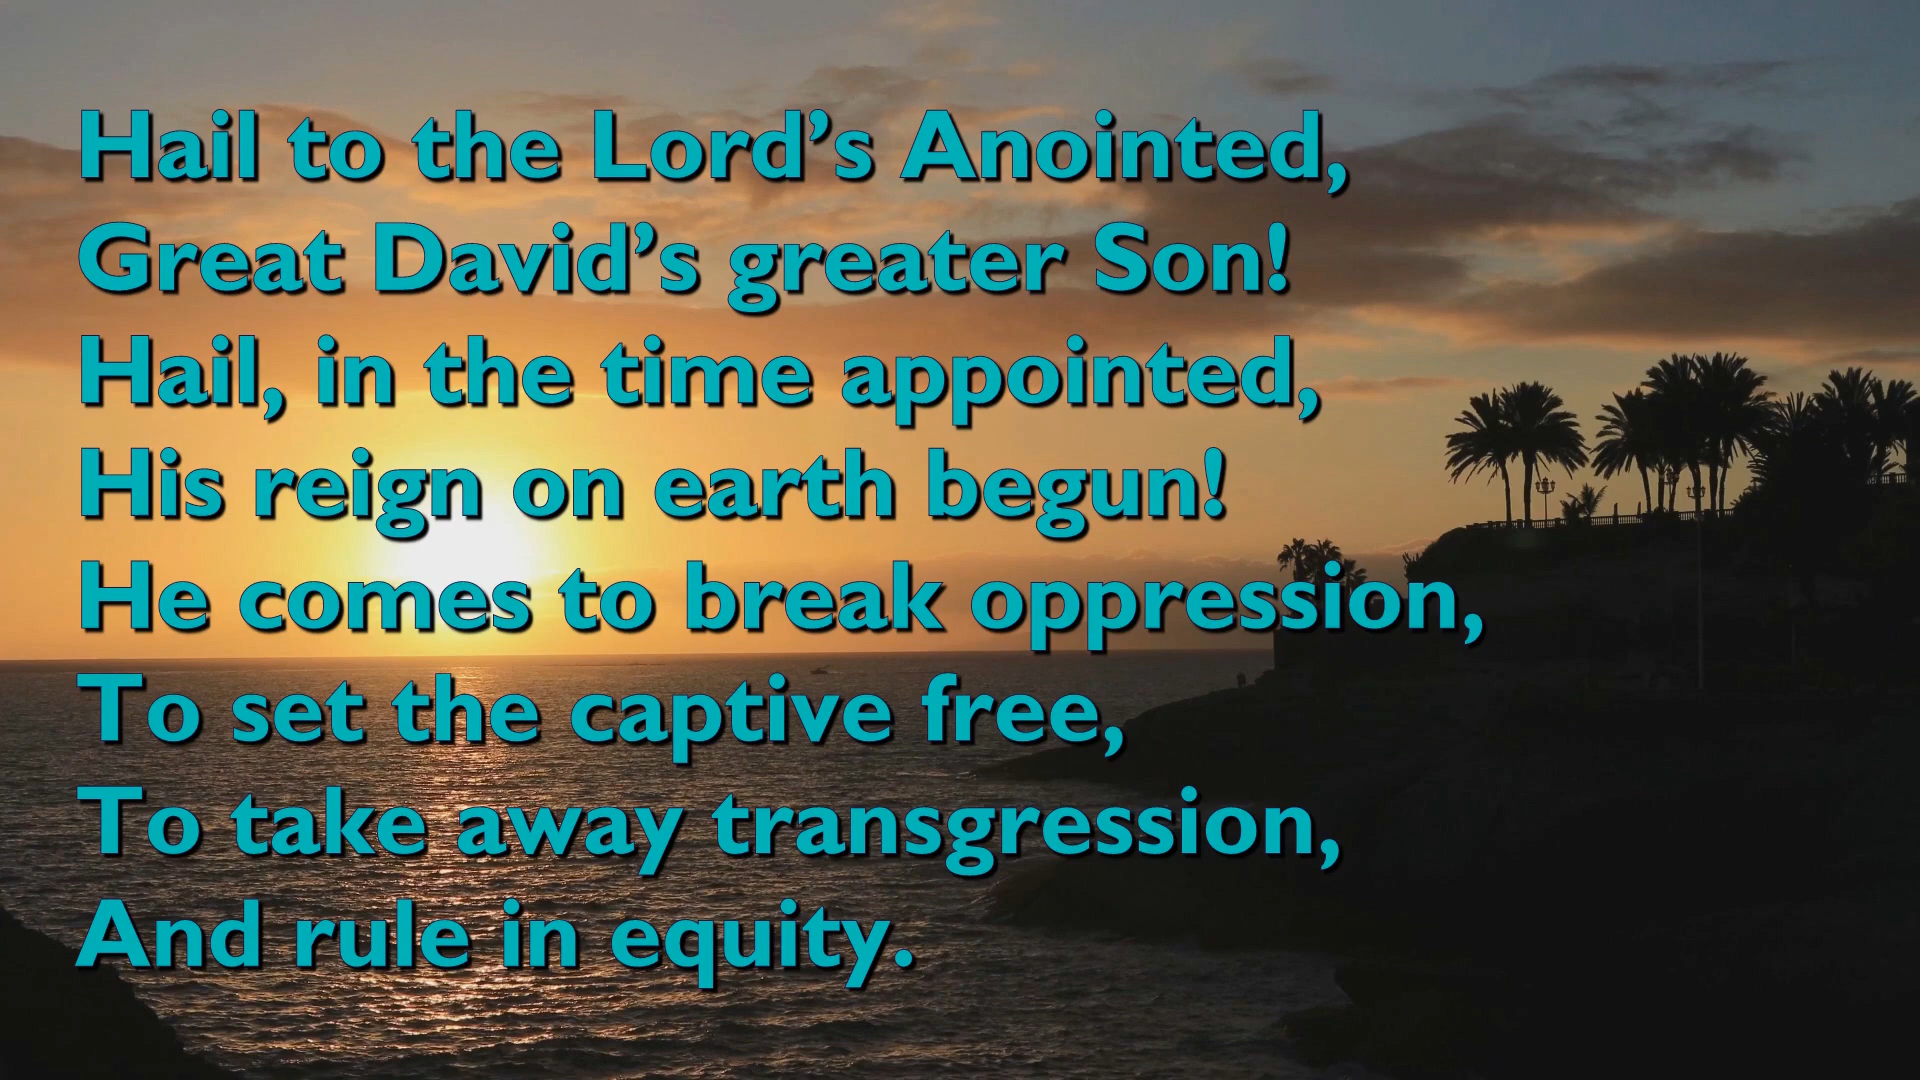 Hail to the Lord’s Anointed,
Great David’s greater Son!
Hail, in the time appointed,
His reign on earth begun!
He comes to break oppression,
To set the captive free,
To take away transgression,
And rule in equity.